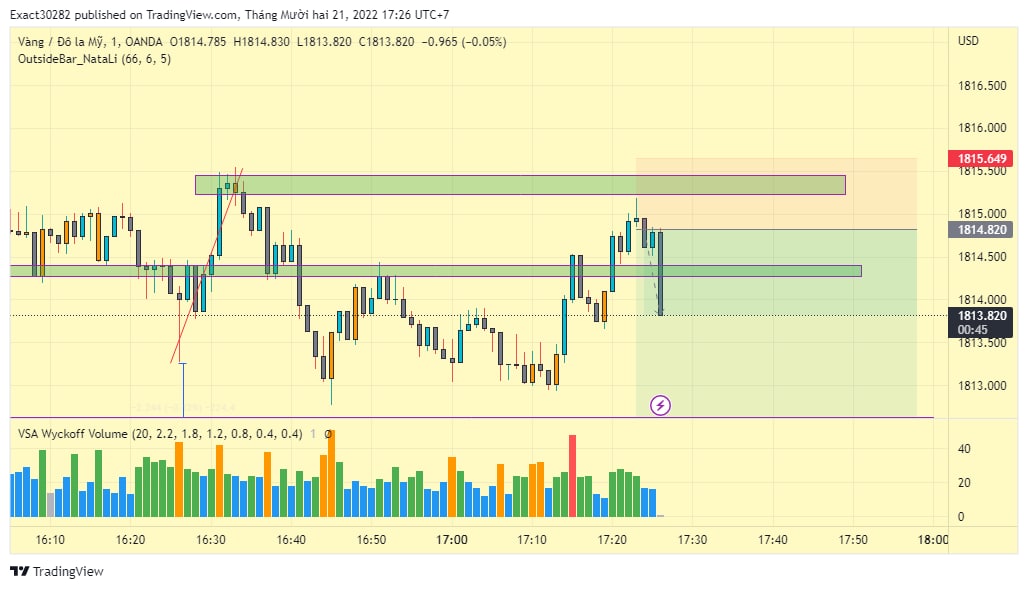 Exact30282 published on TradingView.com, Tháng Mười hai 21, 2022 17:26 UTC+7
Vàng / Đô la Mỹ, 1, OANDA O1814.785 H1814.830 L1813.820 C1813.820 −0.965 (−0.05%)
USD
OutsideBar_NataLi (66, 6, 5)
1816.500
1816.000
1815.649
1815.500
1815.000
1814.820
1814.500
1814.000
1813.820
00:45
1813.500
1813.000
VSA Wyckoff Volume (20, 2.2, 1.8, 1.2, 0.8, 0.4, 0.4) 1 Ø
40
20
0
16:10 16:20 16:30 16:40 16:50 17:00 17:10 17:20 17:30 17:40 17:50 18:00
TradingView